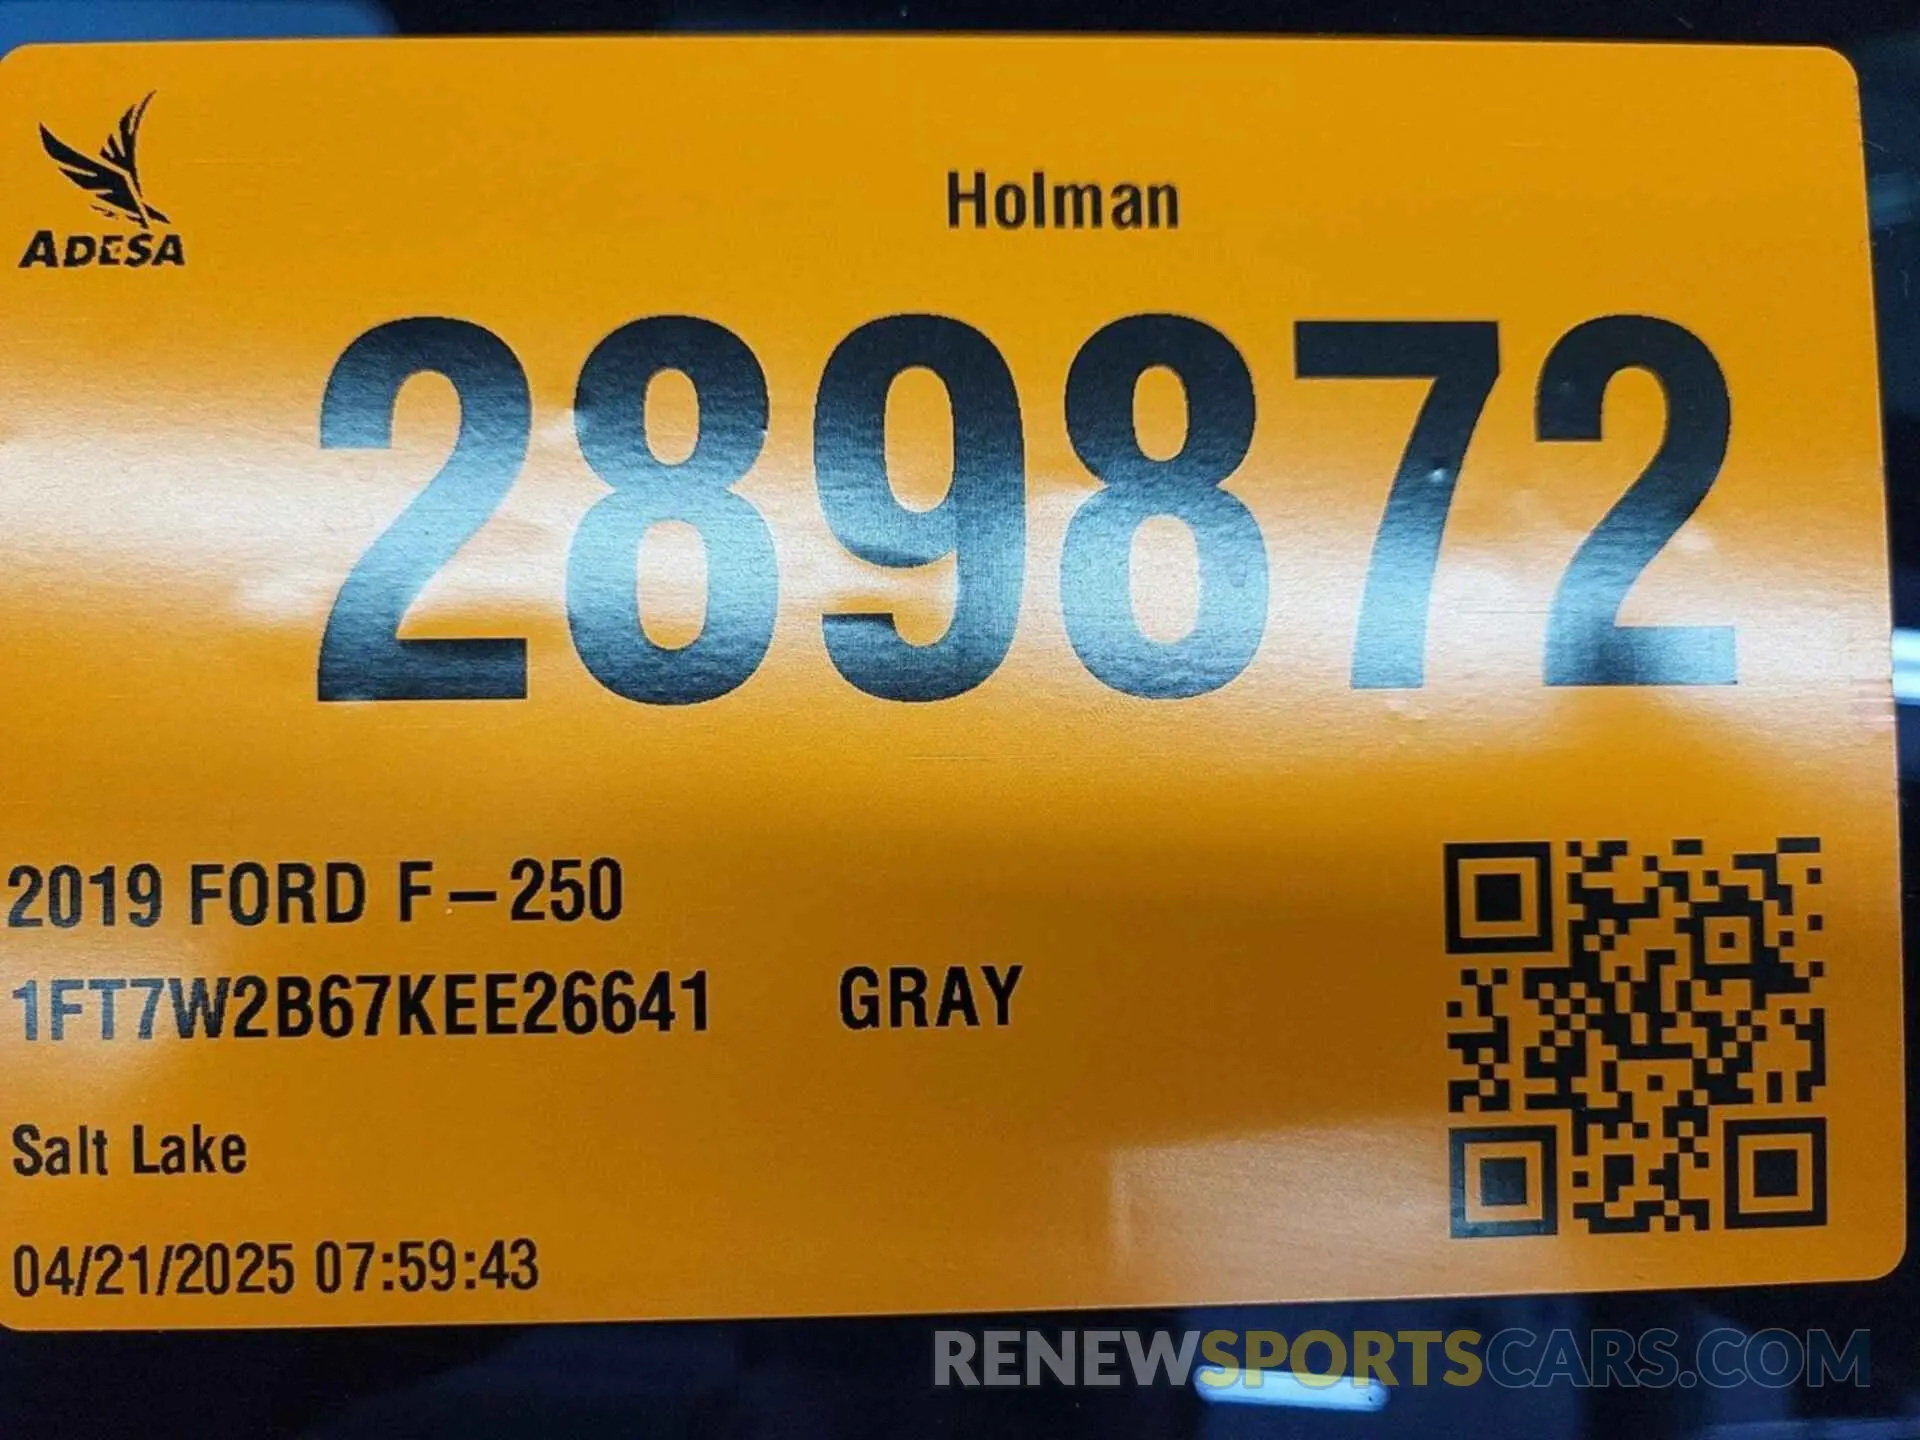 ADESA
Holman
289872
2019 FORD F-250
1FT7W2B67KEE26641 GRAY
Salt Lake
04/21/2025 07:59:43
RENEWSPORTSCARS.COM